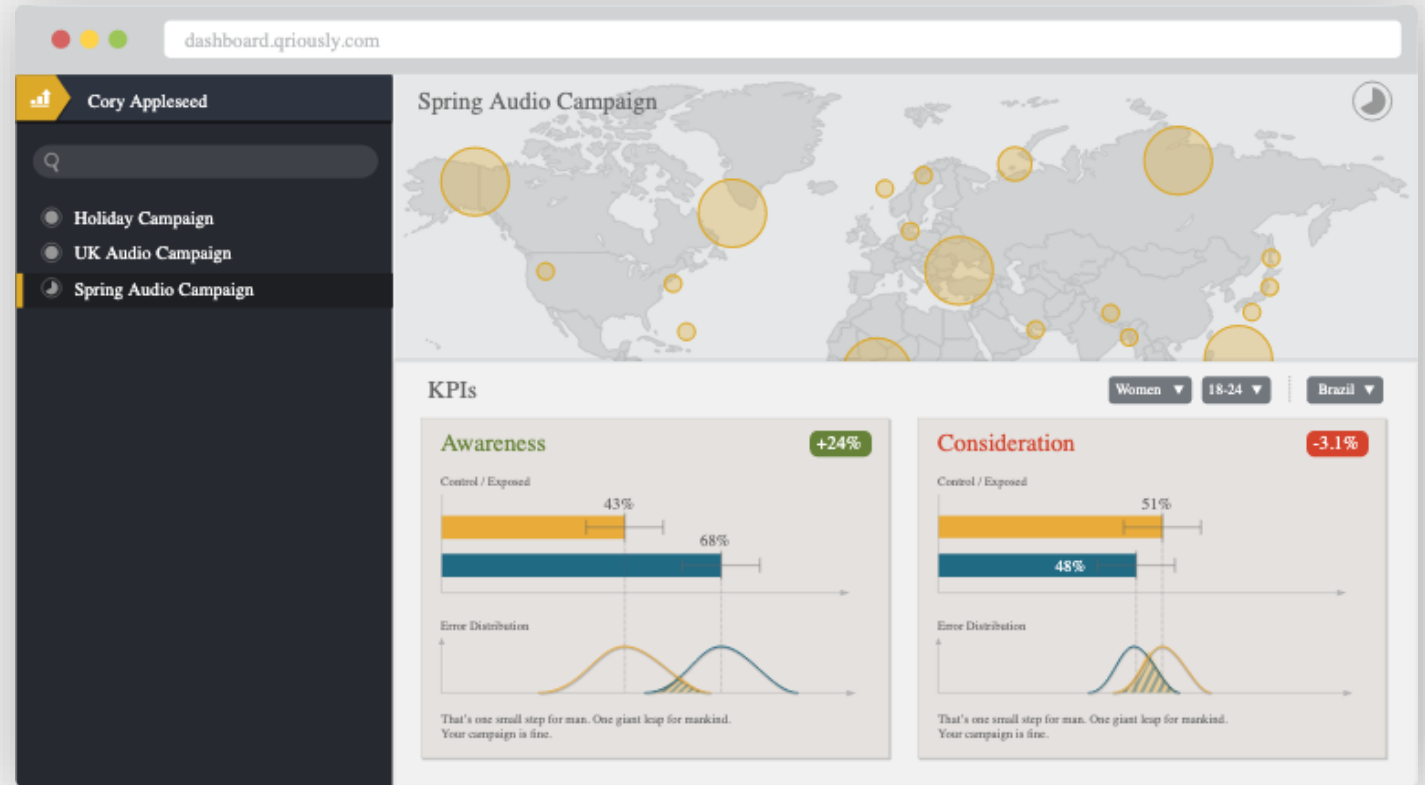 dashboard.qriously.com
Cory Appleseed
Holiday Campaign
UK Audio Campaign
Spring Audio Campaign
Spring Audio Campaign
KPIs
Women
18-24
Brazil
Awareness
+24%
Control / Exposed
43%
68%
Error Distribution
That's one small step for man. One giant leap for mankind.
Your campaign is fine.
Consideration
-3.1%
Control / Exposed
51%
48%
Error Distribution
That's one small step for man. One giant leap for mankind.
Your campaign is fine.